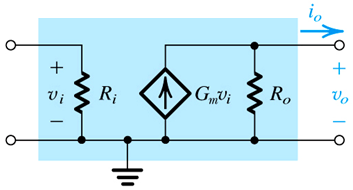 i_o
+ +
v_i R_i G_m v_i R_o v_o
− −